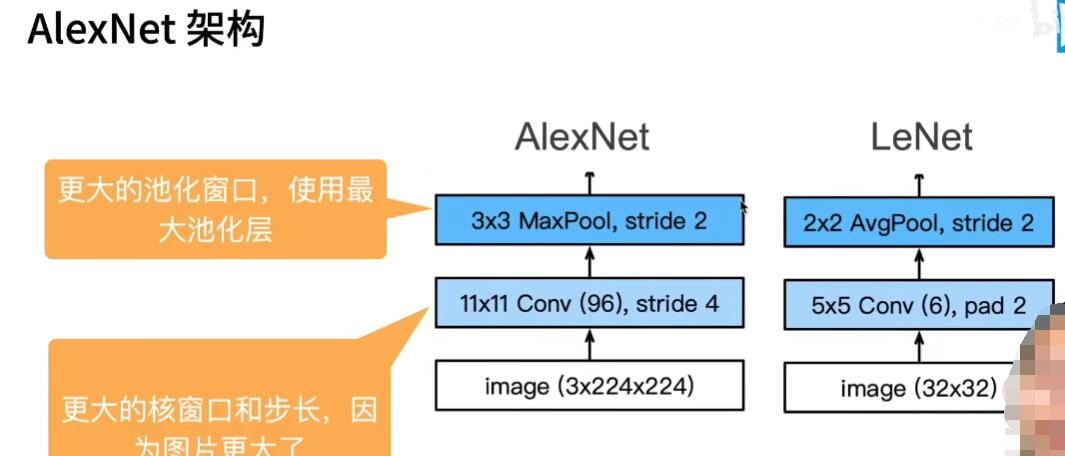 AlexNet 架构
AlexNet
LeNet
更大的池化窗口，使用最
大池化层
3x3 MaxPool, stride 2
2x2 AvgPool, stride 2
11x11 Conv (96), stride 4
5x5 Conv (6), pad 2
更大的核窗口和步长，因
为图片更大了
image (3x224x224)
image (32x32)